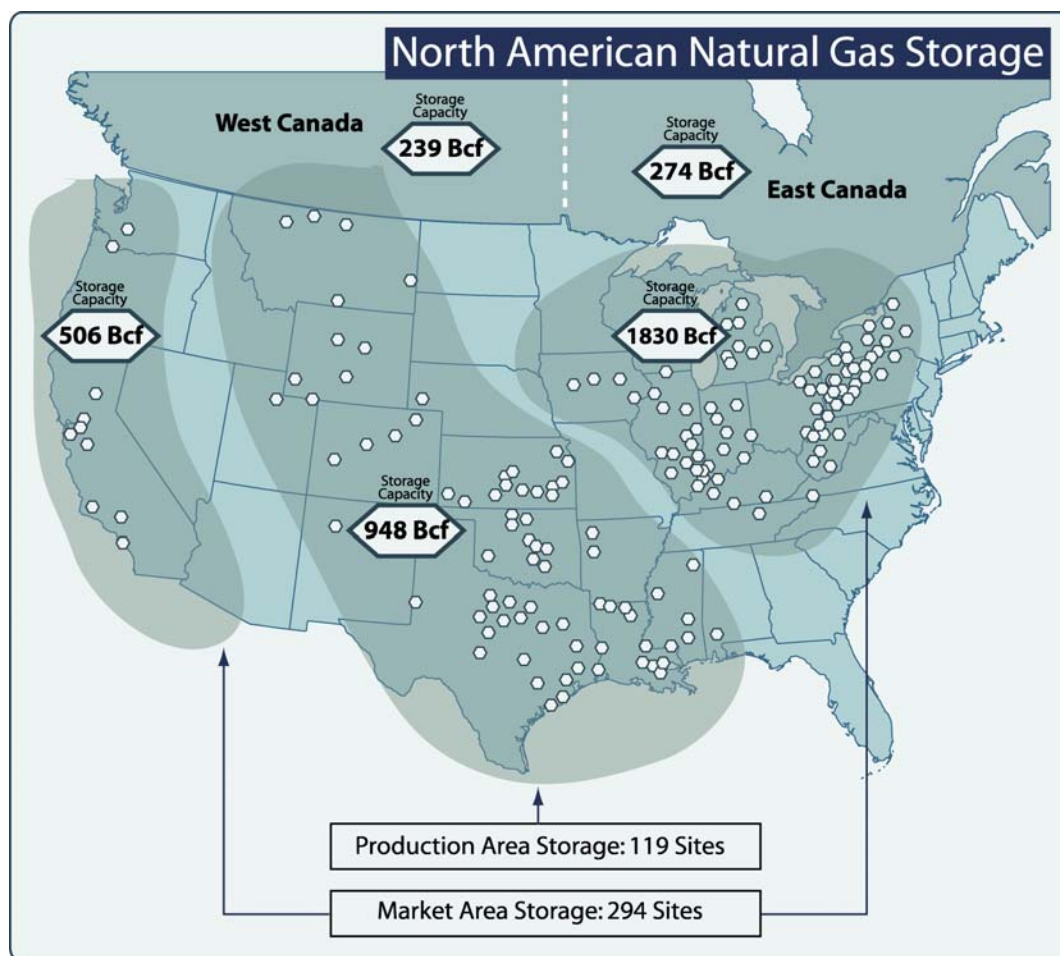 North American Natural Gas Storage
Storage
Capacity
West Canada
239 Bcf
Storage
Capacity
274 Bcf
East Canada
Storage
Capacity
506 Bcf
Storage
Capacity
1830 Bcf
Storage
Capacity
948 Bcf
Production Area Storage: 119 Sites
Market Area Storage: 294 Sites